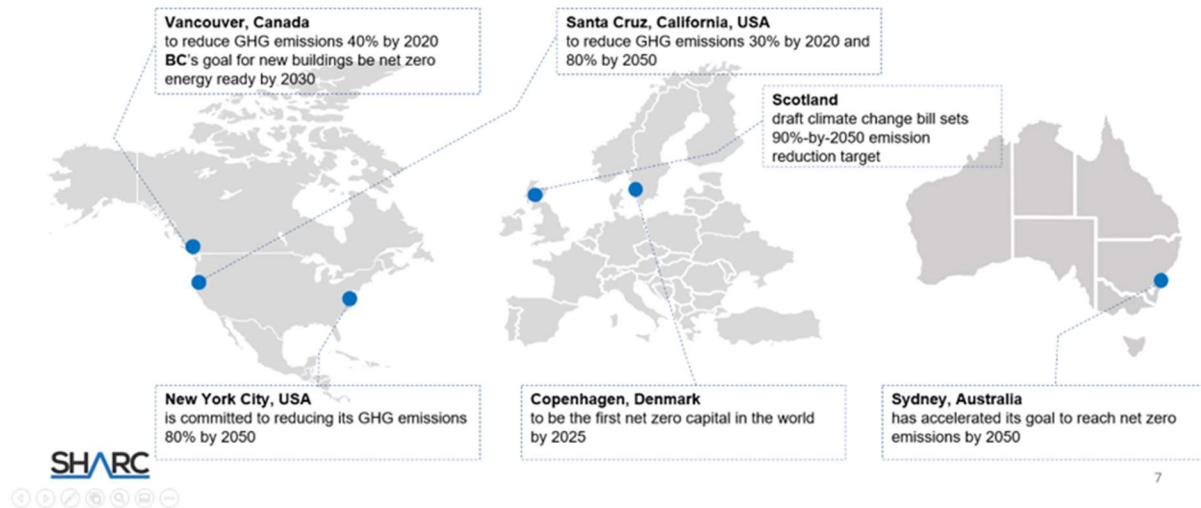 Vancouver, Canada
to reduce GHG emissions 40% by 2020
BC's goal for new buildings be net zero
energy ready by 2030
Santa Cruz, California, USA
to reduce GHG emissions 30% by 2020 and
80% by 2050
Scotland
draft climate change bill sets
90%-by-2050 emission
reduction target
New York City, USA
is committed to reducing its GHG emissions
80% by 2050
Copenhagen, Denmark
to be the first net zero capital in the world
by 2025
Sydney, Australia
has accelerated its goal to reach net zero
emissions by 2050
SHARC
7